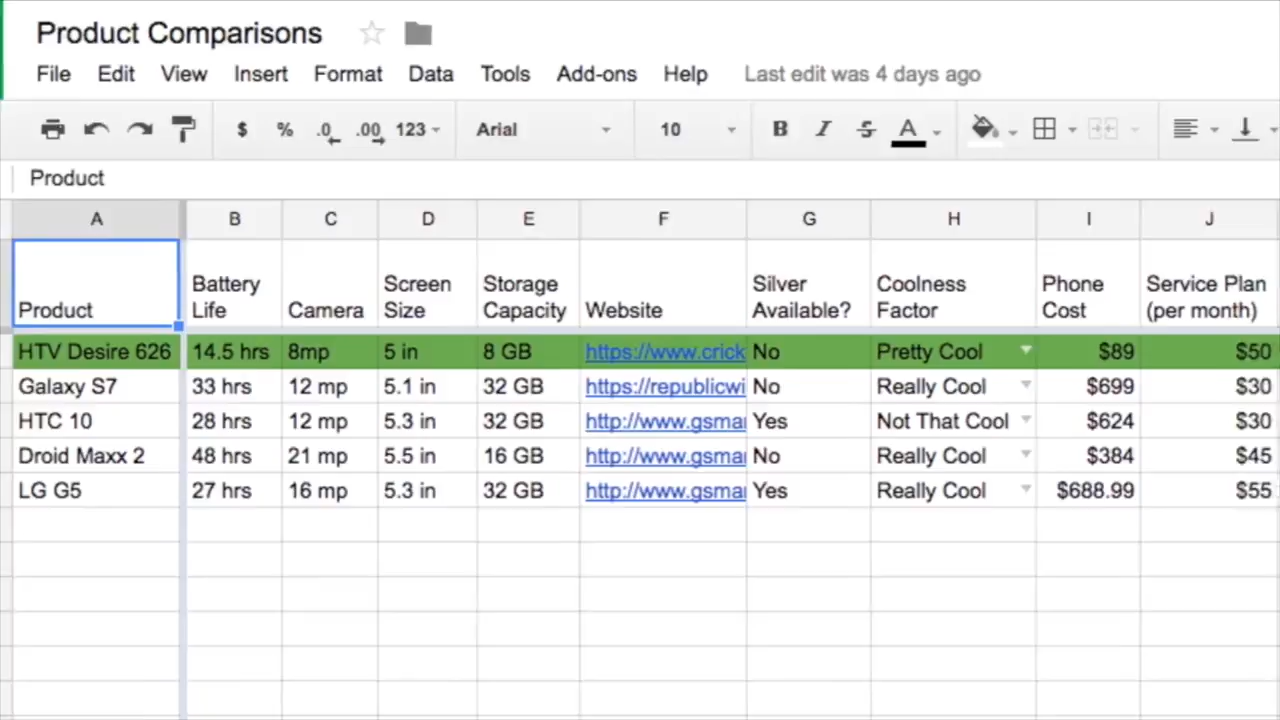 Product Comparisons
File Edit View Insert Format Data Tools Add-ons Help Last edit was 4 days ago
$ % .0 .00 123 Arial 10 B I S A
Product
A B C D E F G H I J
Product Battery Life Camera Screen Size Storage Capacity Website Silver Available? Coolness Factor Phone Cost Service Plan (per month)
HTV Desire 626 14.5 hrs 8mp 5 in 8 GB https://www.crick No Pretty Cool $89 $50
Galaxy S7 33 hrs 12 mp 5.1 in 32 GB https://republicwi No Really Cool $699 $30
HTC 10 28 hrs 12 mp 5.3 in 32 GB http://www.gsmar Yes Not That Cool $624 $30
Droid Maxx 2 48 hrs 21 mp 5.5 in 16 GB http://www.gsmar No Really Cool $384 $45
LG G5 27 hrs 16 mp 5.3 in 32 GB http://www.gsmar Yes Really Cool $688.99 $55